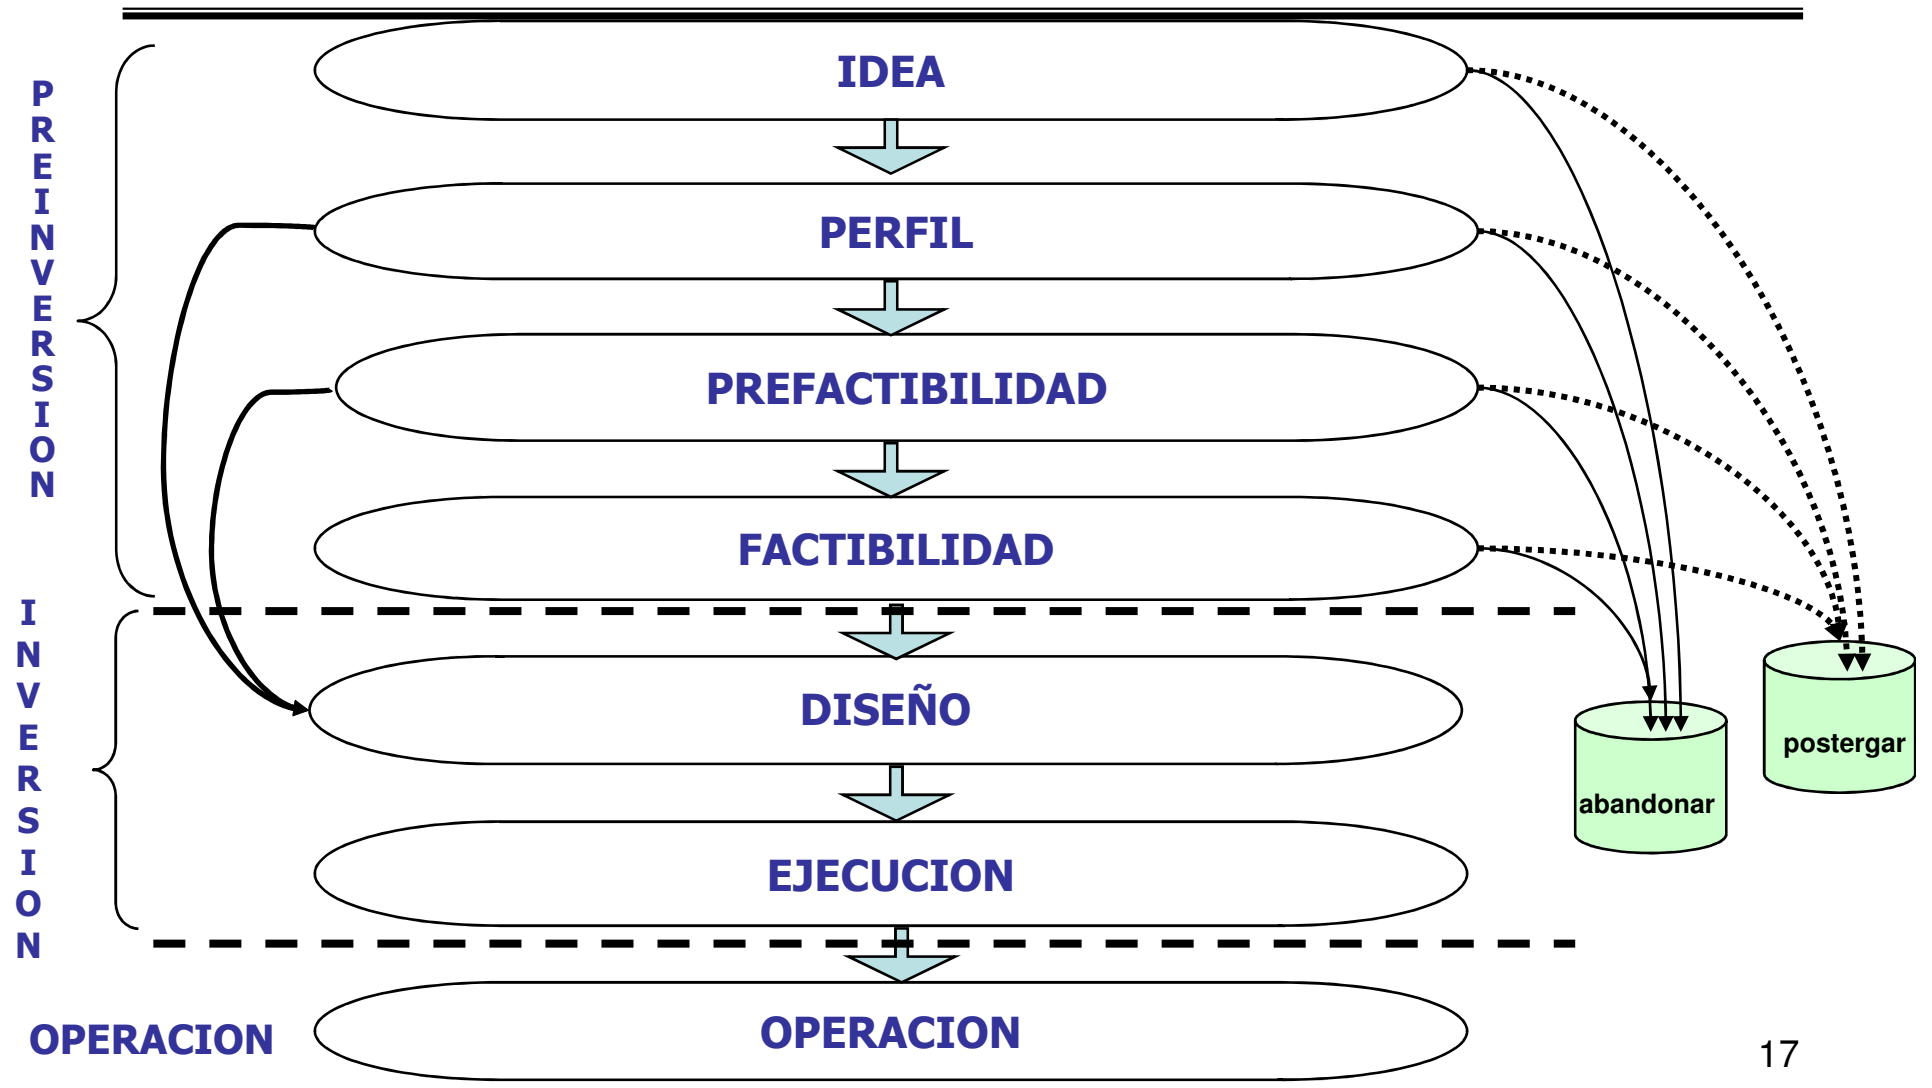 PREINVERSION
IDEA
PERFIL
PREFACTIBILIDAD
FACTIBILIDAD
INVERSION
DISEÑO
EJECUCION
abandonar
postergar
OPERACION
OPERACION
17